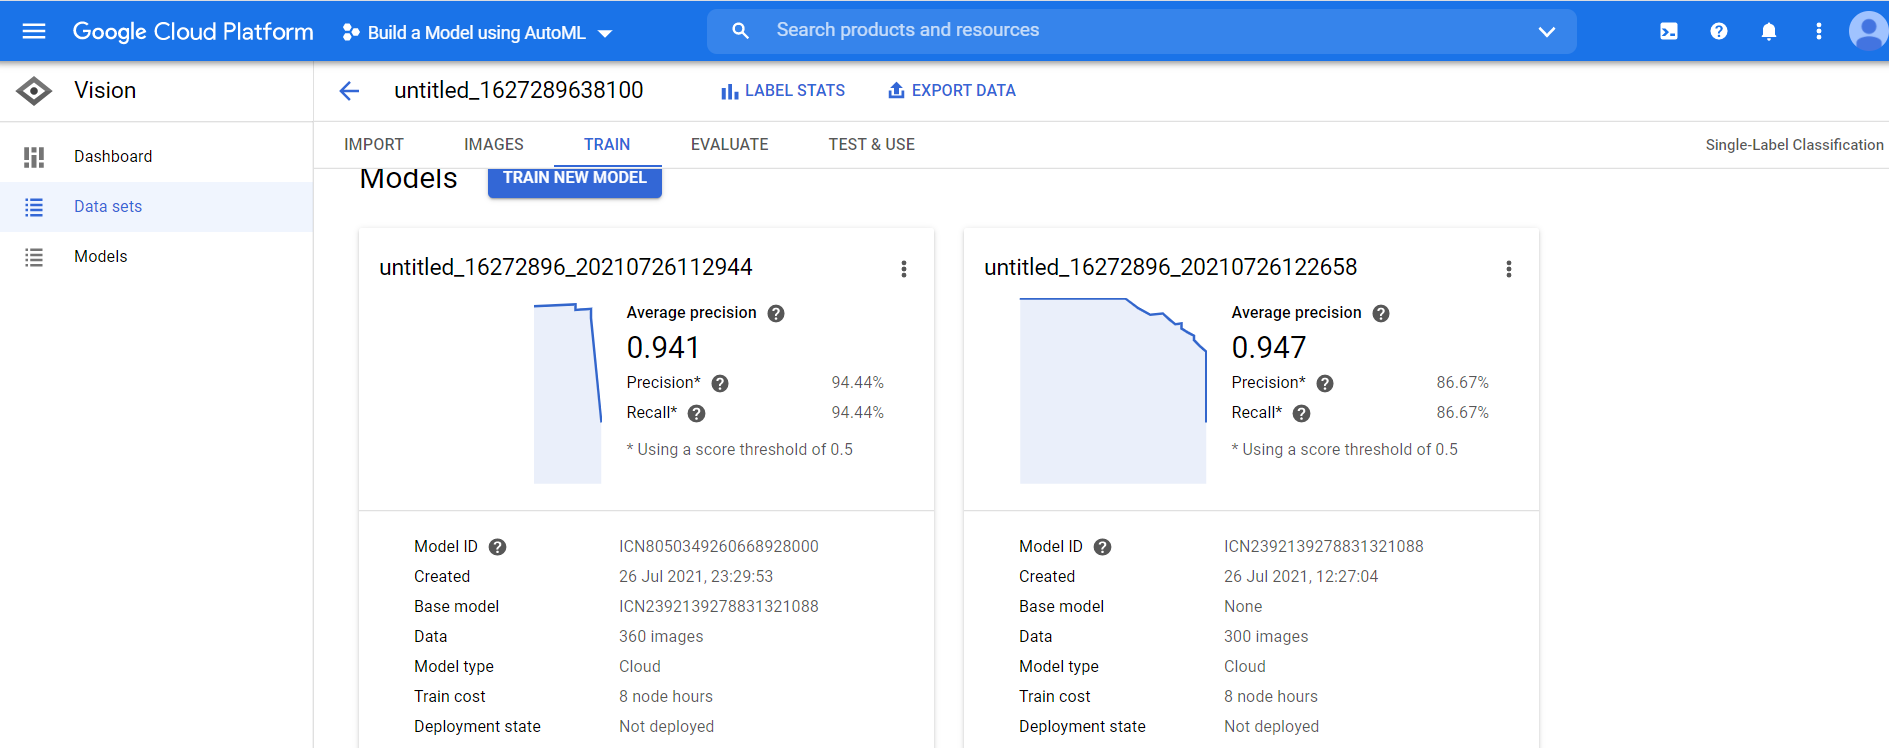 Google Cloud Platform
Build a Model using AutoML
Search products and resources
Vision
untitled_1627289638100
LABEL STATS
EXPORT DATA
Dashboard
Data sets
Models
IMPORT
IMAGES
TRAIN
EVALUATE
TEST & USE
Single-Label Classification
Models
TRAIN NEW MODEL
untitled_16272896_20210726112944
Average precision
0.941
Precision* 94.44%
Recall* 94.44%
* Using a score threshold of 0.5
Model ID ICN8050349260668928000
Created 26 Jul 2021, 23:29:53
Base model ICN2392139278831321088
Data 360 images
Model type Cloud
Train cost 8 node hours
Deployment state Not deployed
untitled_16272896_20210726122658
Average precision
0.947
Precision* 86.67%
Recall* 86.67%
* Using a score threshold of 0.5
Model ID ICN2392139278831321088
Created 26 Jul 2021, 12:27:04
Base model None
Data 300 images
Model type Cloud
Train cost 8 node hours
Deployment state Not deployed